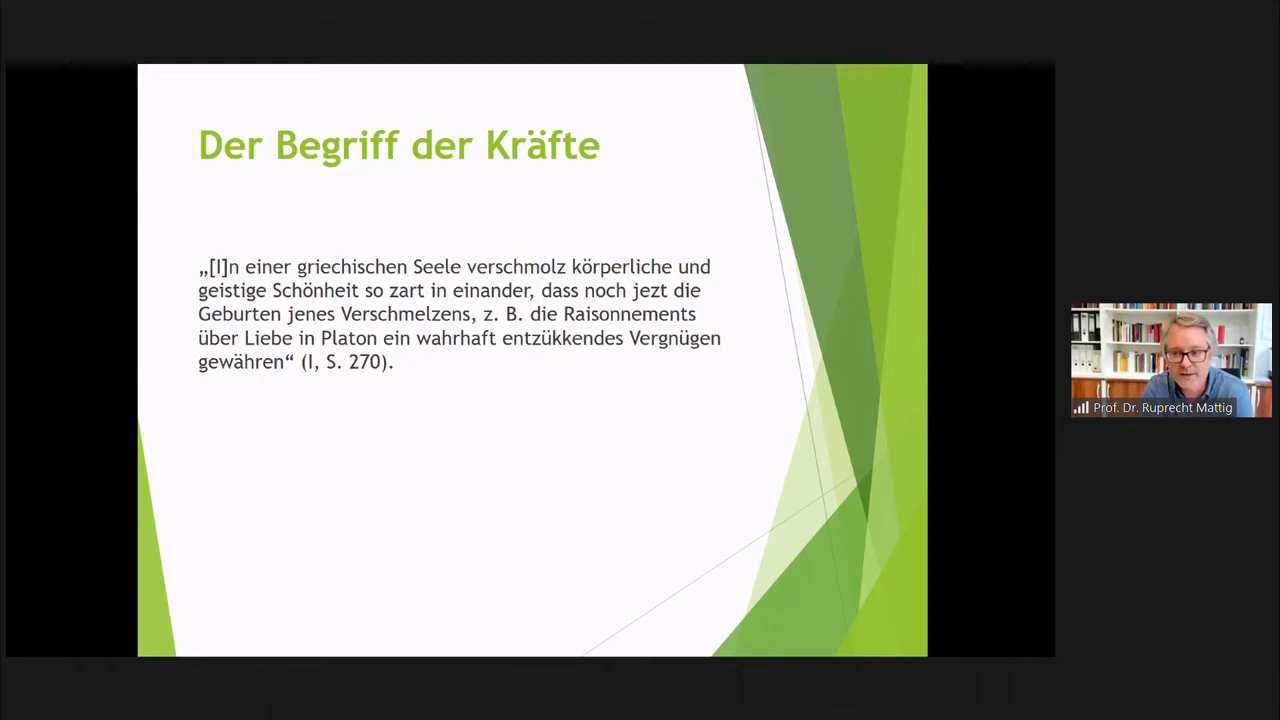 Der Begriff der Kräfte
„[I]n einer griechischen Seele verschmolz körperliche und
geistige Schönheit so zart in einander, dass noch jezt die
Geburten jenes Verschmelzens, z. B. die Raisonnements
über Liebe in Platon ein wahrhaft entzükkendes Vergnügen
gewähren“ (I, S. 270).
Prof. Dr. Ruprecht Mattig